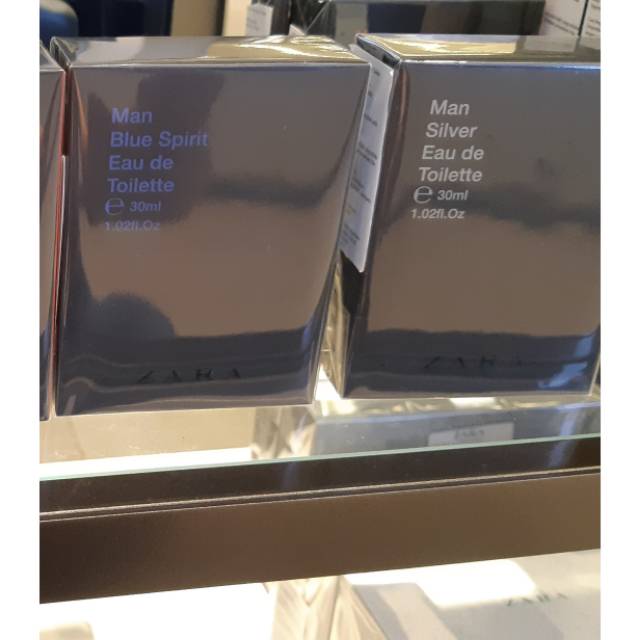 Man
Blue Spirit
Eau de
Toilette
℮ 30ml
1.02fl.Oz
ZARA
Man
Silver
Eau de
Toilette
℮ 30ml
1.02fl.Oz
ZARA
ZARA